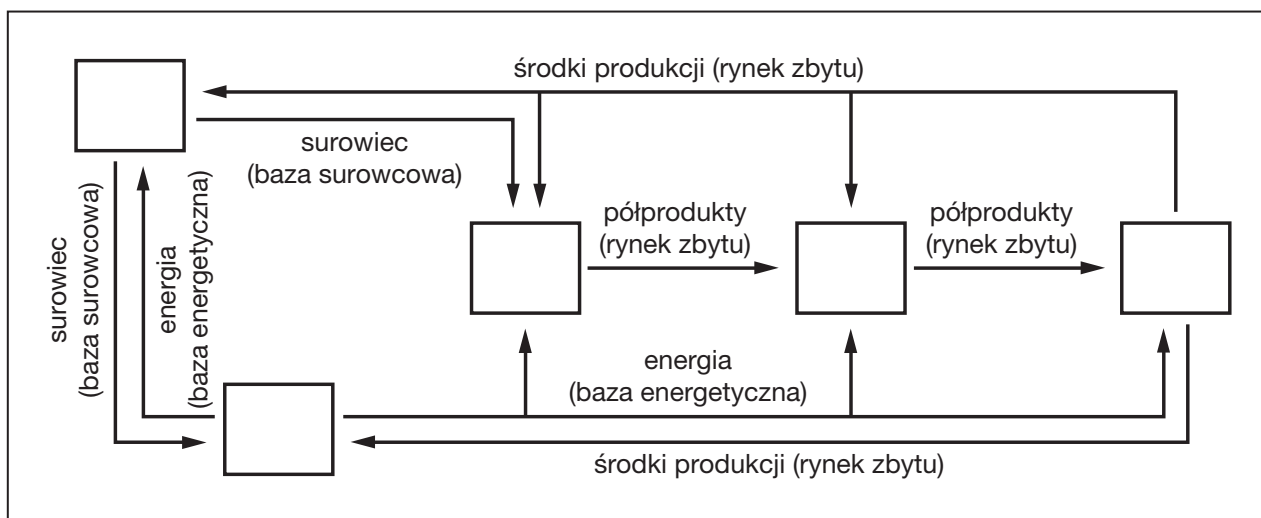 środki produkcji (rynek zbytu)
surowiec
(baza surowcowa)
surowiec
(baza surowcowa)
energia
(baza energetyczna)
półprodukty
(rynek zbytu)
półprodukty
(rynek zbytu)
energia
(baza energetyczna)
środki produkcji (rynek zbytu)